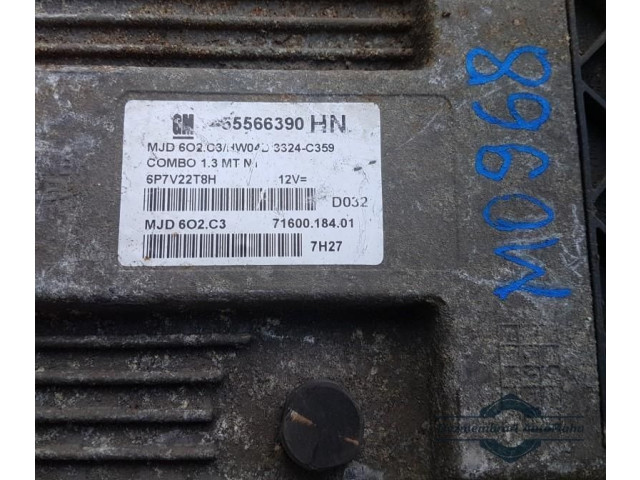 GM 55566390 HN
MJD 6O2.C3/HW04D 3324-C359
COMBO 1.3 MT
6P7V22T8H 12V=
D032
MJD 6O2.C3 71600.184.01
7H27
M0968